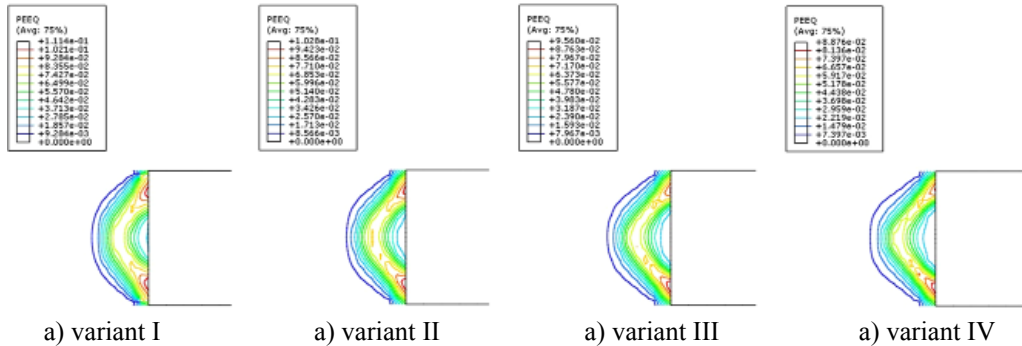 PEEQ
(Avg: 75%)
+1.114e-01
+1.021e-01
+9.284e-02
+8.355e-02
+7.427e-02
+6.499e-02
+5.570e-02
+4.642e-02
+3.713e-02
+2.785e-02
+1.857e-02
+9.284e-03
+0.000e+00
PEEQ
(Avg: 75%)
+1.028e-01
+9.423e-02
+8.566e-02
+7.710e-02
+6.853e-02
+5.996e-02
+5.140e-02
+4.283e-02
+3.426e-02
+2.570e-02
+1.713e-02
+8.566e-03
+0.000e+00
PEEQ
(Avg: 75%)
+9.560e-02
+8.763e-02
+7.967e-02
+7.170e-02
+6.373e-02
+5.577e-02
+4.780e-02
+3.983e-02
+3.187e-02
+2.390e-02
+1.593e-02
+7.967e-03
+0.000e+00
PEEQ
(Avg: 75%)
+8.876e-02
+8.136e-02
+7.397e-02
+6.657e-02
+5.917e-02
+5.178e-02
+4.438e-02
+3.698e-02
+2.959e-02
+2.219e-02
+1.479e-02
+7.397e-03
+0.000e+00
a) variant I
a) variant II
a) variant III
a) variant IV